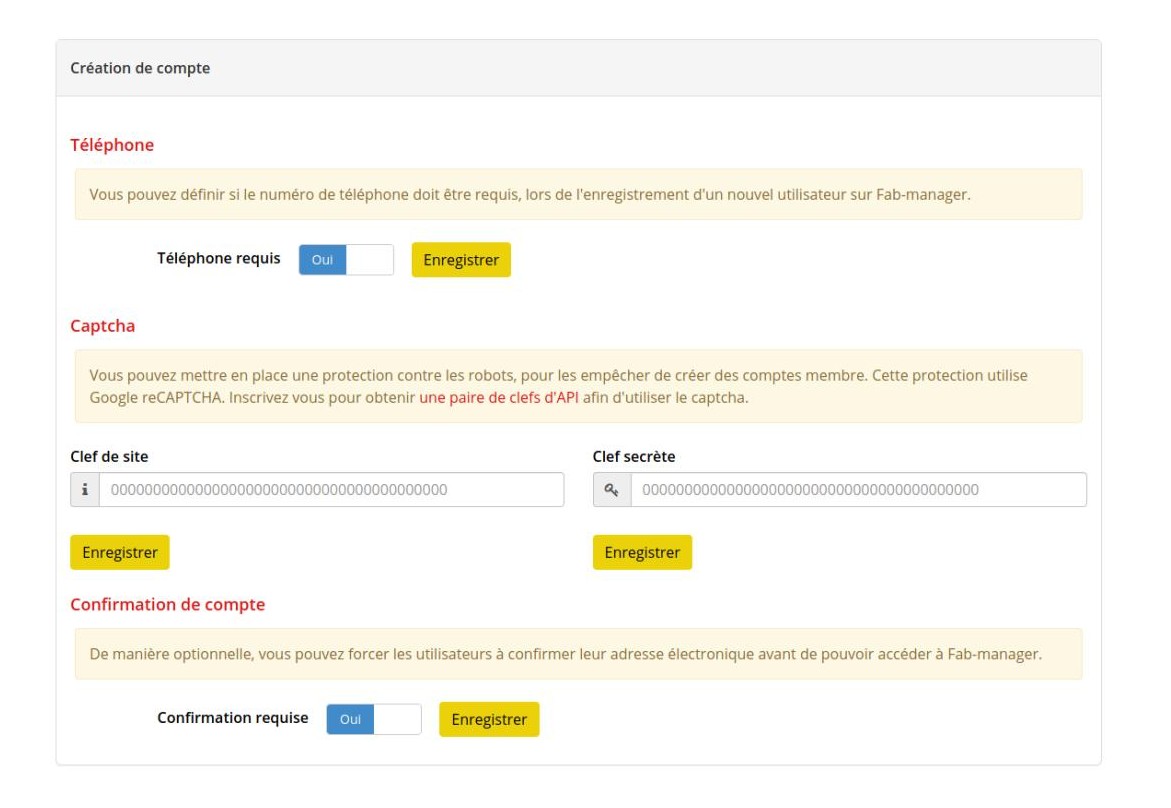 Création de compte
Téléphone
Vous pouvez définir si le numéro de téléphone doit être requis, lors de l'enregistrement d'un nouvel utilisateur sur Fab-manager.
Téléphone requis Oui Enregistrer
Captcha
Vous pouvez mettre en place une protection contre les robots, pour les empêcher de créer des comptes membre. Cette protection utilise
Google reCAPTCHA. Inscrivez vous pour obtenir une paire de clefs d'API afin d'utiliser le captcha.
Clef de site Clef secrète
0000000000000000000000000000000000000000 0000000000000000000000000000000000000000
Enregistrer Enregistrer
Confirmation de compte
De manière optionnelle, vous pouvez forcer les utilisateurs à confirmer leur adresse électronique avant de pouvoir accéder à Fab-manager.
Confirmation requise Oui Enregistrer